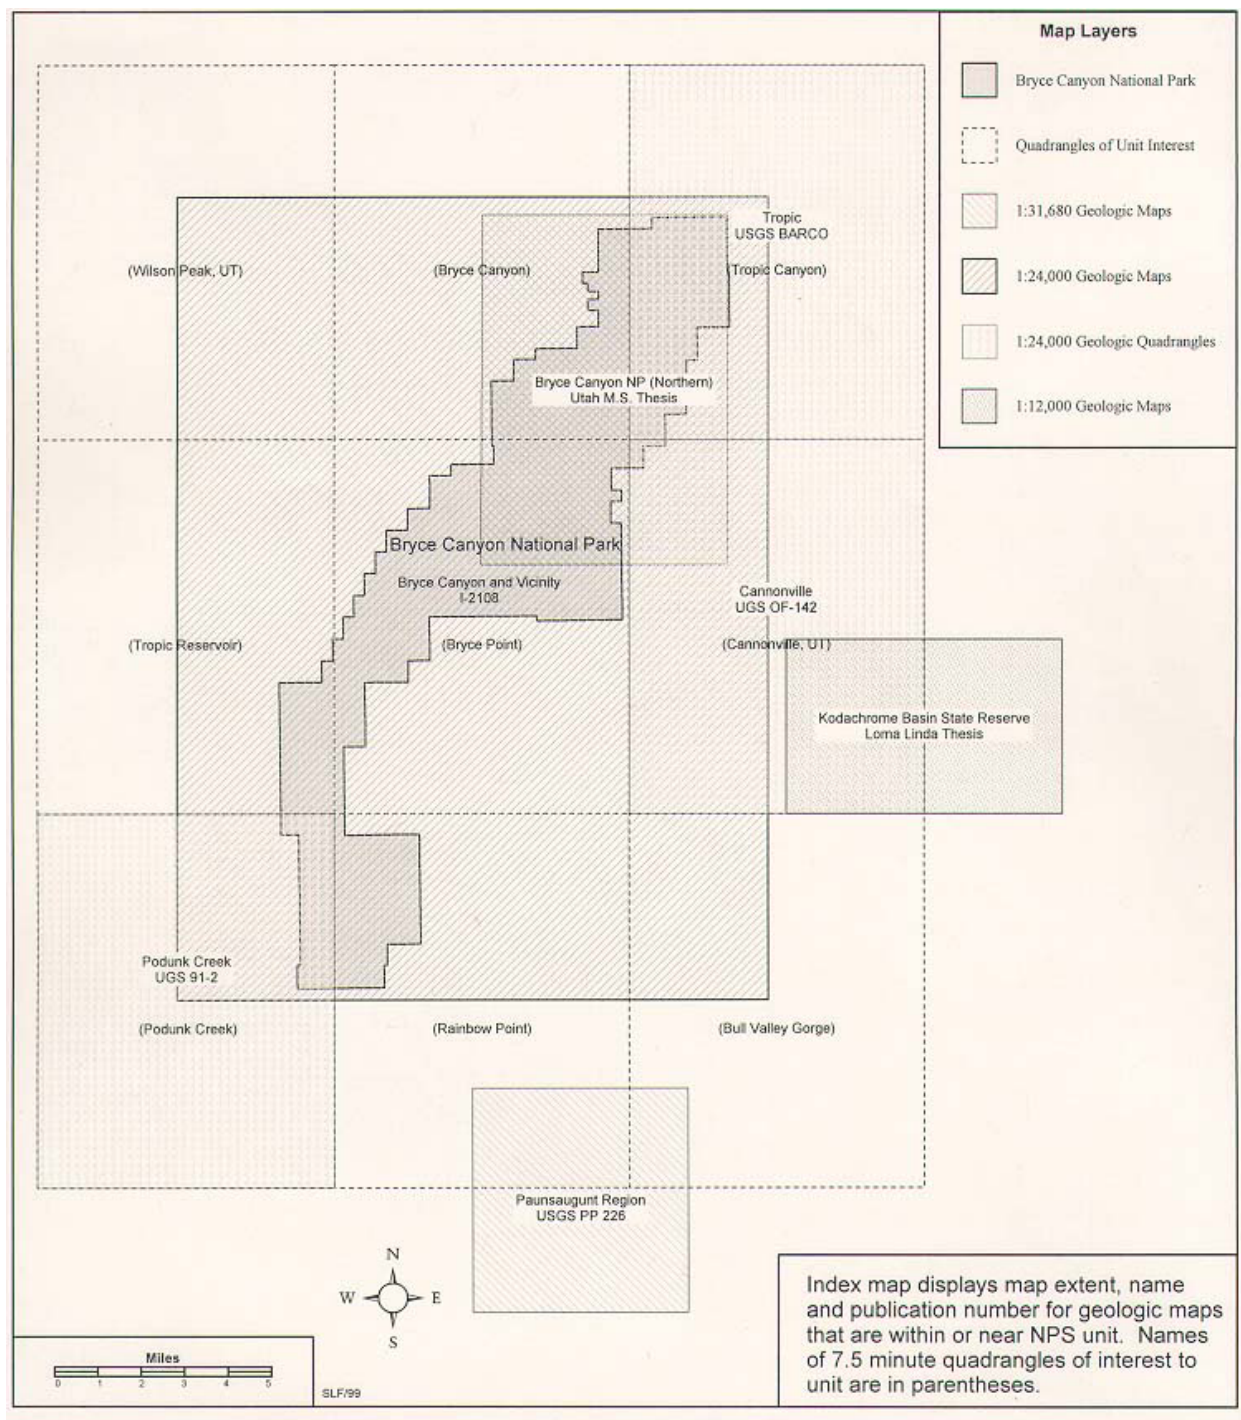 Map Layers
Bryce Canyon National Park
Quadrangles of Unit Interest
1:31,680 Geologic Maps
1:24,000 Geologic Maps
1:24,000 Geologic Quadrangles
1:12,000 Geologic Maps
Tropic
USGS BARCO
(Wilson Peak, UT)
(Bryce Canyon)
(Tropic Canyon)
Bryce Canyon NP (Northern)
Utah M.S. Thesis
Bryce Canyon National Park
Bryce Canyon and Vicinity
I-2108
Cannonville
UGS OF-142
(Tropic Reservoir)
(Bryce Point)
(Cannonville, UT)
Kodachrome Basin State Reserve
Loma Linda Thesis
Podunk Creek
UGS 91-2
(Podunk Creek)
(Rainbow Point)
(Bull Valley Gorge)
Paunsaugunt Region
USGS PP 226
N
W
E
S
Miles
0 1 2 3 4 5
SLF/99
Index map displays map extent, name
and publication number for geologic maps
that are within or near NPS unit. Names
of 7.5 minute quadrangles of interest to
unit are in parentheses.